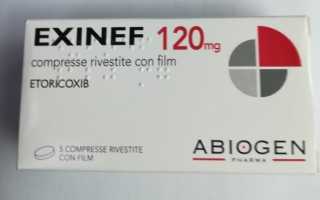 EXINEF 120mg
compresse rivestite con film
ETORICOXIB
5 COMPRESSE RIVESTITE
CON FILM
ABIOGEN
PHARMA